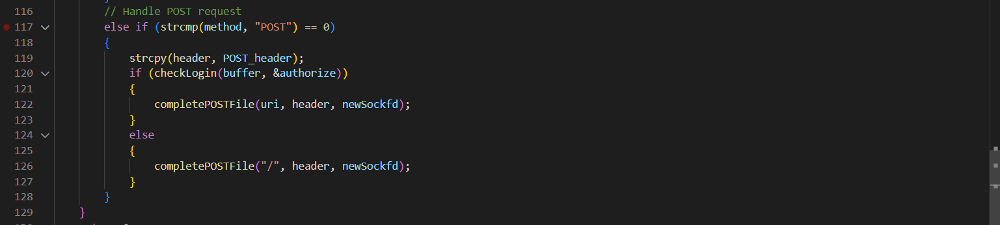 116 // Handle POST request
117 else if (strcmp(method, "POST") == 0)
118 {
119 strcpy(header, POST_header);
120 if (checkLogin(buffer, &authorize))
121 {
122 completePOSTFile(uri, header, newSockfd);
123 }
124 else
125 {
126 completePOSTFile("/", header, newSockfd);
127 }
128 }
129 }